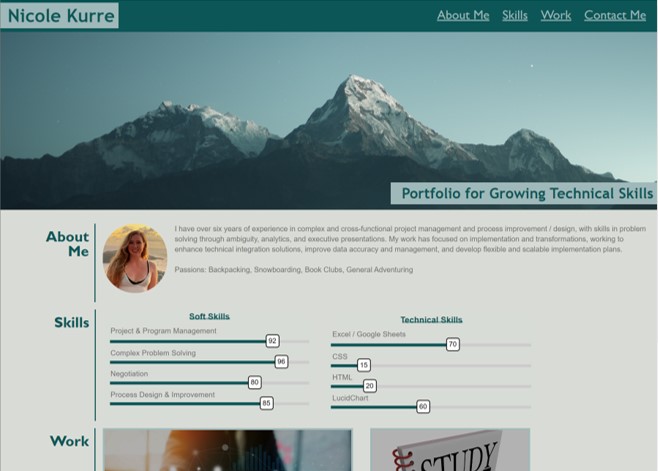 Nicole Kurre
About Me Skills Work Contact Me
Portfolio for Growing Technical Skills
About
Me
I have over six years of experience in complex and cross-functional project management and process improvement / design, with skills in problem
solving through ambiguity, analytics, and executive presentations. My work has focused on implementation and transformations, working to
enhance technical integration solutions, improve data accuracy and management, and develop flexible and scalable implementation plans.
Passions: Backpacking, Snowboarding, Book Clubs, General Adventuring
Skills
Soft Skills
Project & Program Management
92
Complex Problem Solving
96
Negotiation
80
Process Design & Improvement
85
Technical Skills
Excel / Google Sheets
70
CSS
15
HTML
20
LucidChart
60
Work
STUDY